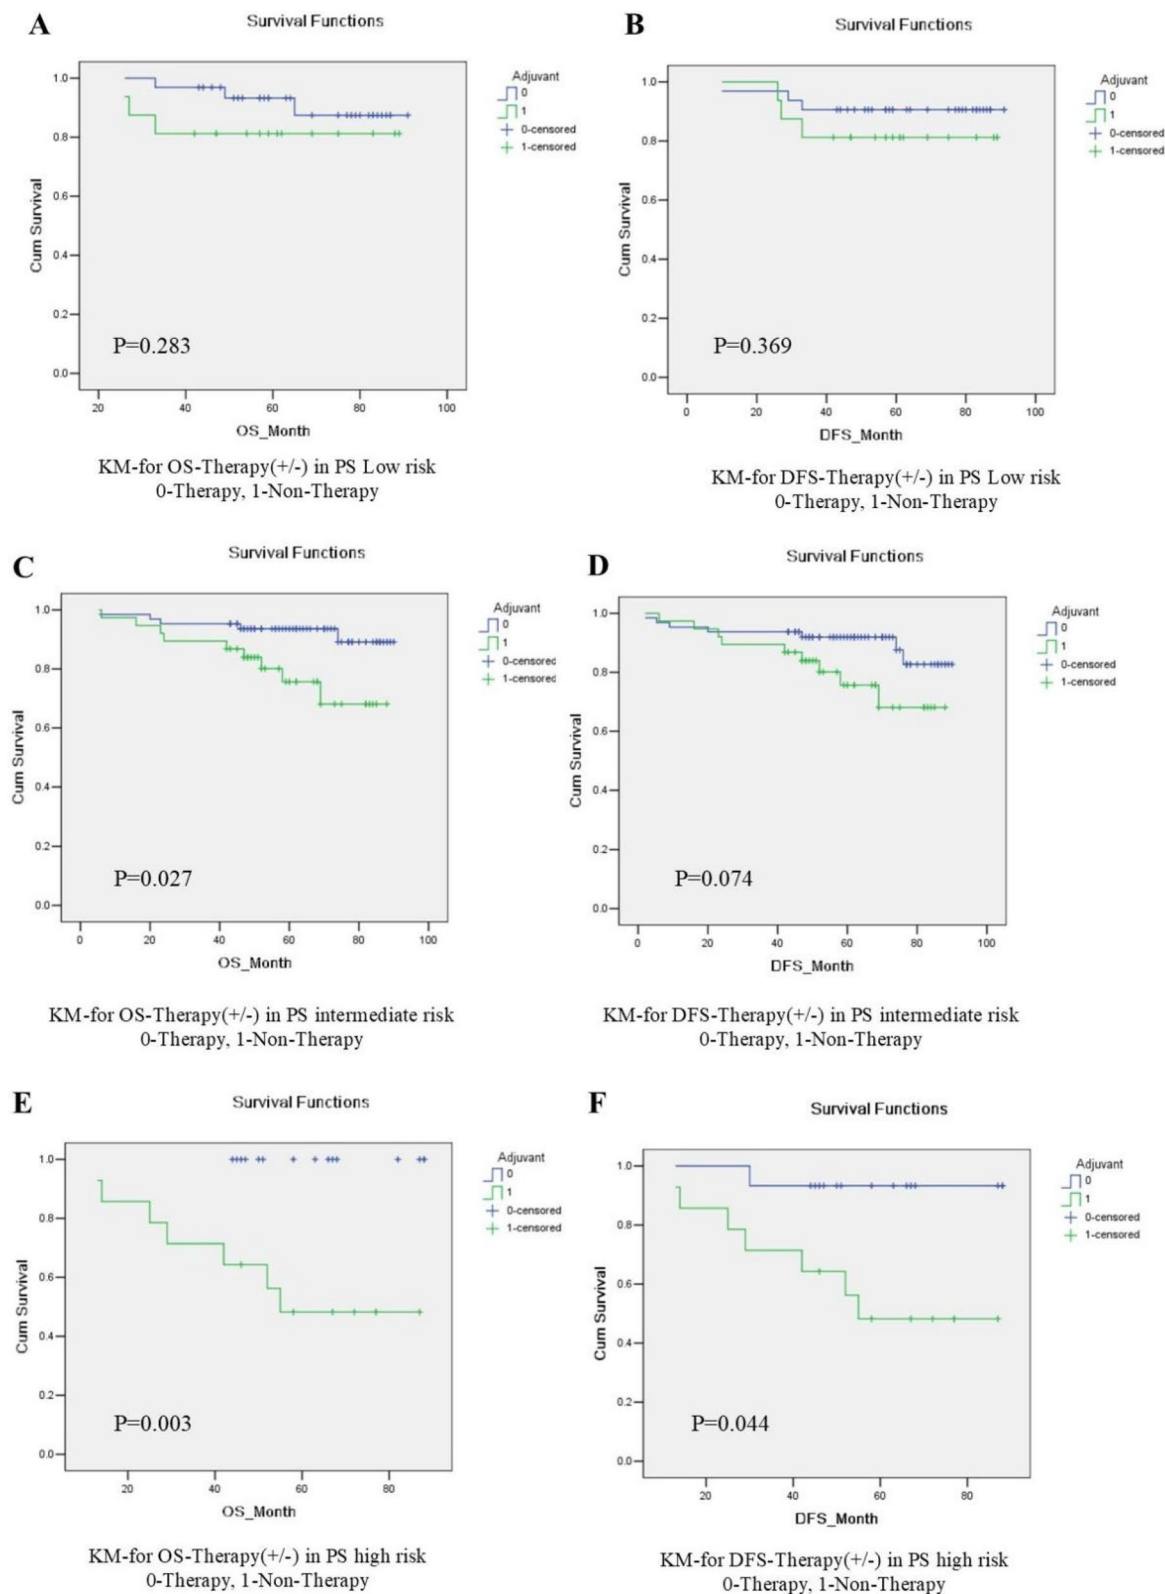 A
Survival Functions
Cum Survival
1.0
0.8
0.6
0.4
0.2
0.0
P=0.283
20
40
60
80
100
OS_Month
Adjuvant
0
1
0-censored
1-censored
KM-for OS-Therapy(+/-) in PS Low risk
0-Therapy, 1-Non-Therapy
B
Survival Functions
Cum Survival
1.0
0.8
0.6
0.4
0.2
0.0
P=0.369
0
20
40
60
80
100
DFS_Month
Adjuvant
0
1
0-censored
1-censored
KM-for DFS-Therapy(+/-) in PS Low risk
0-Therapy, 1-Non-Therapy
C
Survival Functions
Cum Survival
1.0
0.8
0.6
0.4
0.2
0.0
P=0.027
0
20
40
60
80
100
OS_Month
Adjuvant
0
1
0-censored
1-censored
KM-for OS-Therapy(+/-) in PS intermediate risk
0-Therapy, 1-Non-Therapy
D
Survival Functions
Cum Survival
1.0
0.8
0.6
0.4
0.2
0.0
P=0.074
0
20
40
60
80
100
DFS_Month
Adjuvant
0
1
0-censored
1-censored
KM-for DFS-Therapy(+/-) in PS intermediate risk
0-Therapy, 1-Non-Therapy
E
Survival Functions
Cum Survival
1.0
0.8
0.6
0.4
0.2
0.0
P=0.003
20
40
60
80
OS_Month
Adjuvant
0
1
0-censored
1-censored
KM-for OS-Therapy(+/-) in PS high risk
0-Therapy, 1-Non-Therapy
F
Survival Functions
Cum Survival
1.0
0.8
0.6
0.4
0.2
0.0
P=0.044
20
40
60
80
DFS_Month
Adjuvant
0
1
0-censored
1-censored
KM-for DFS-Therapy(+/-) in PS high risk
0-Therapy, 1-Non-Therapy